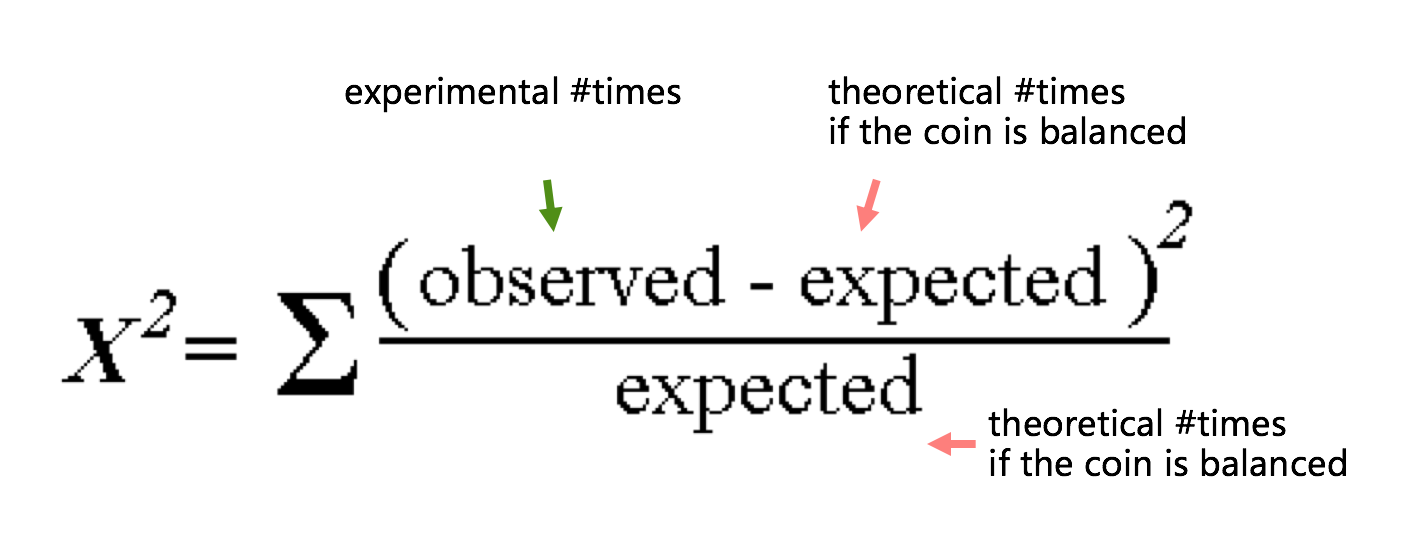 experimental #times
theoretical #times
if the coin is balanced
X² = Σ (observed - expected)² / expected
theoretical #times
if the coin is balanced